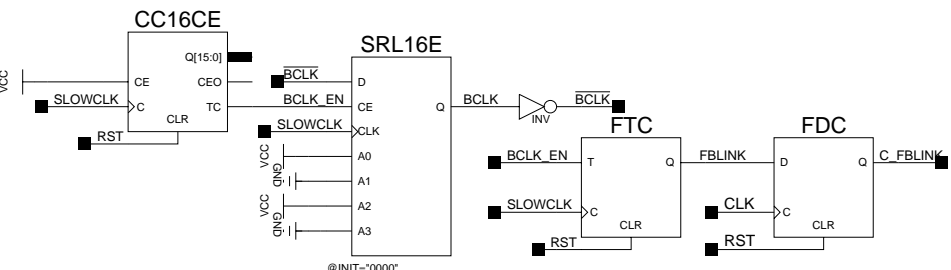 CC16CE
SRL16E
Q[15:0]
VCC
CE
CEO
SLOWCLK
C
TC
CLR
RST
BCLK
D
BCLK_EN
CE
SLOWCLK
CLK
VCC
A0
GND
A1
VCC
A2
GND
A3
Q
BCLK
INV
BCLK
@INIT="0000"
FTC
BCLK_EN
T
Q
FBLINK
SLOWCLK
C
CLR
RST
FDC
D
Q
C_FBLINK
CLK
C
CLR
RST